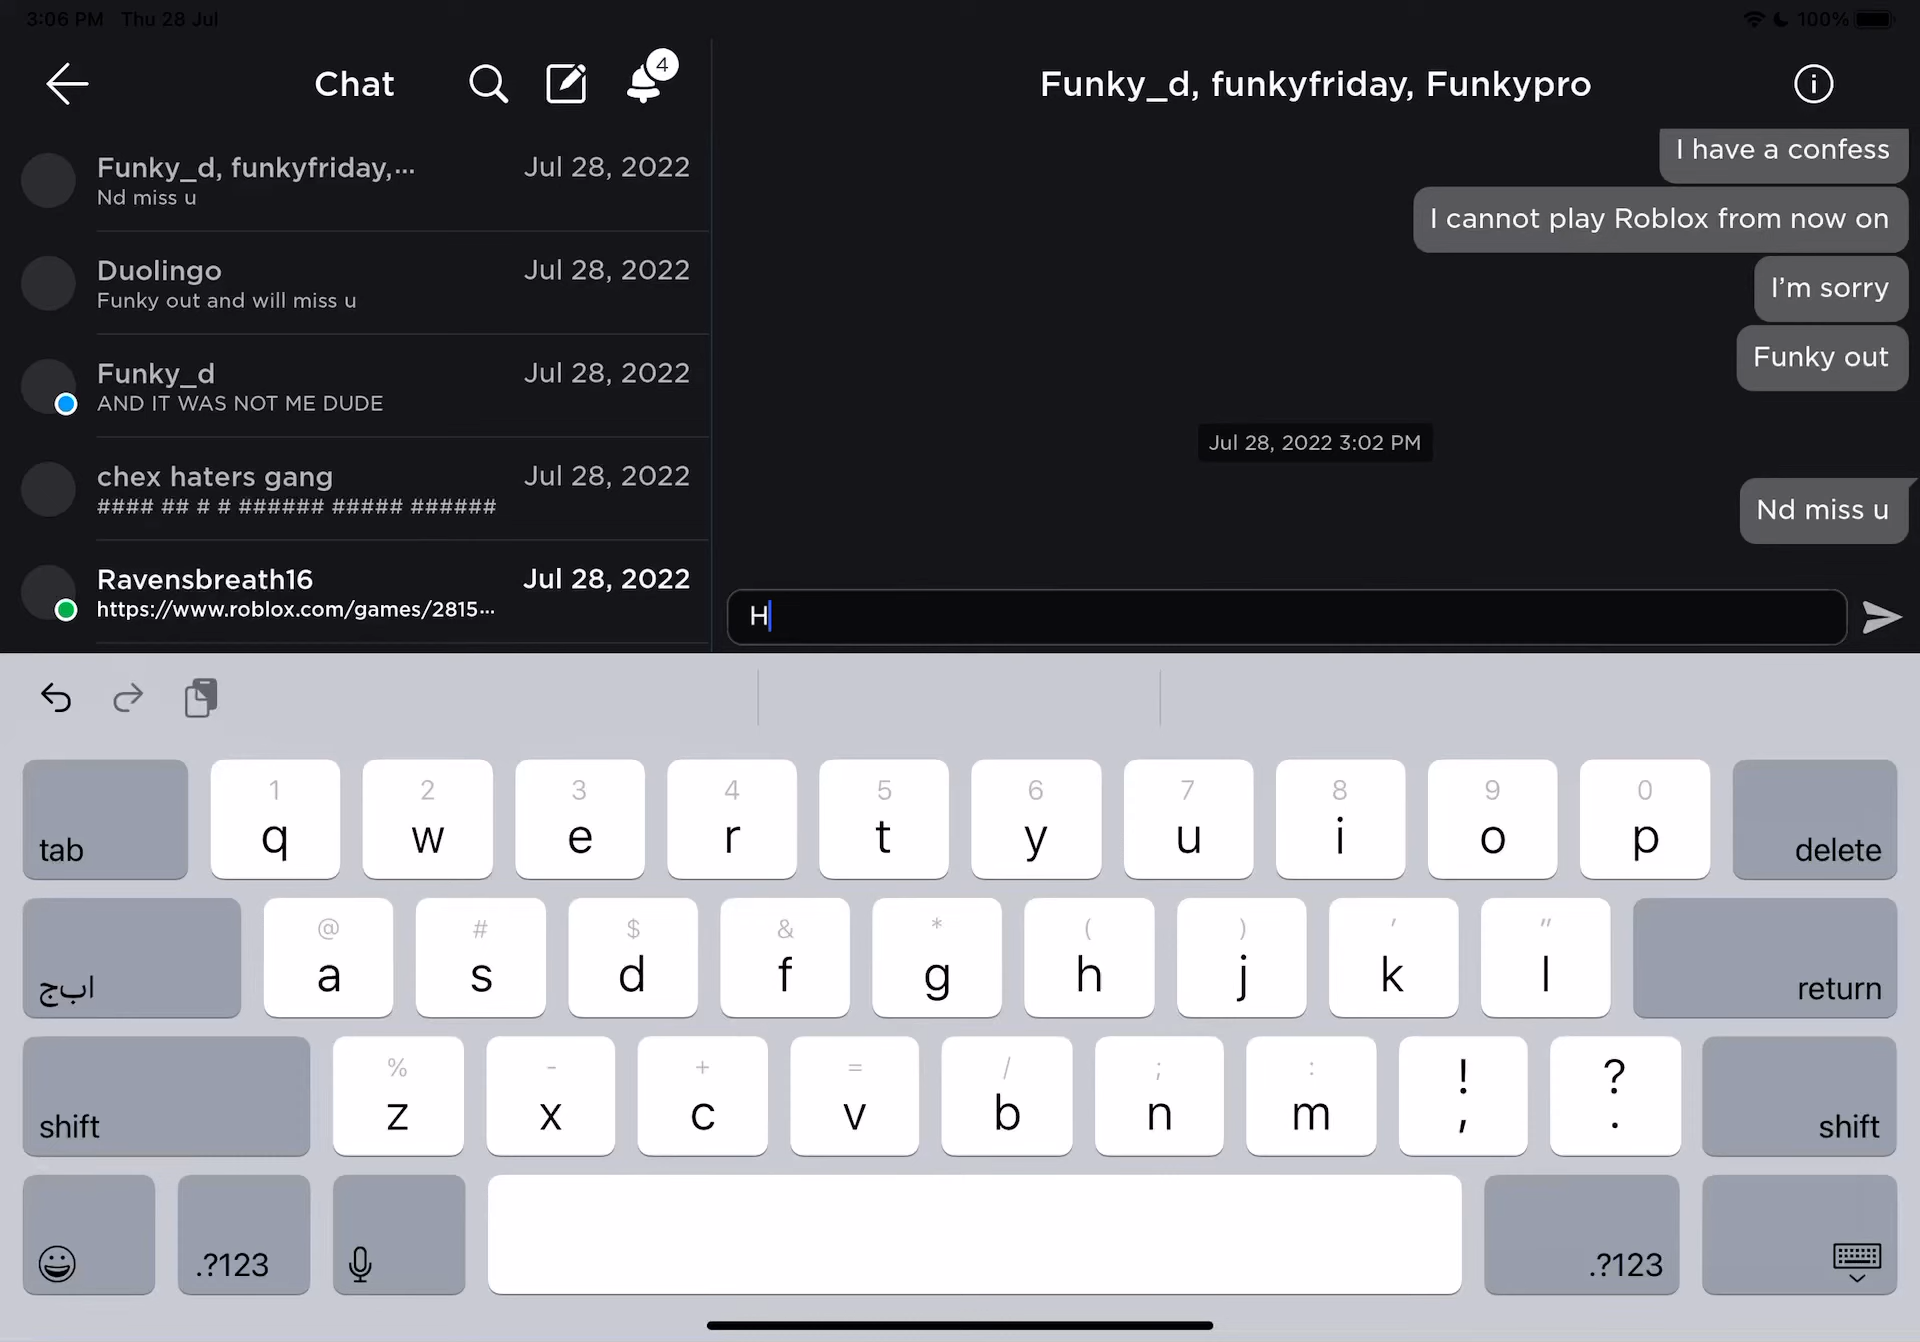 3:06 PM Thu 28 Jul
100%
Chat
4
Funky_d, funkyfriday,...
Jul 28, 2022
Nd miss u
Duolingo
Jul 28, 2022
Funky out and will miss u
Funky_d
Jul 28, 2022
AND IT WAS NOT ME DUDE
chex haters gang
Jul 28, 2022
#### ## # # ###### ##### ######
Ravensbreath16
Jul 28, 2022
https://www.roblox.com/games/2815...
Funky_d, funkyfriday, Funkypro
I have a confess
I cannot play Roblox from now on
I’m sorry
Funky out
Jul 28, 2022 3:02 PM
Nd miss u
H
1 2 3 4 5 6 7 8 9 0
tab q w e r t y u i o p delete
@ # $ & * ( ) ' "
ابج a s d f g h j k l return
% - + = / ; : ! ?
shift z x c v b n m , . shift
.?123 .?123